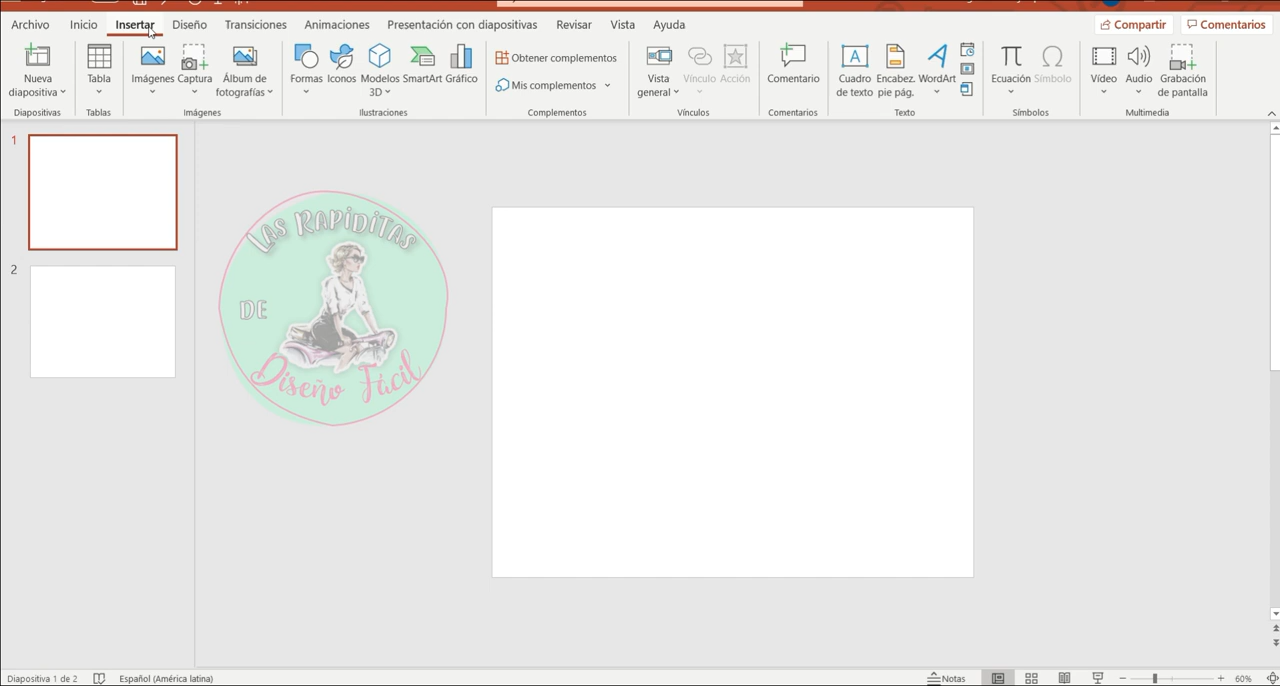 Archivo Inicio Insertar Diseño Transiciones Animaciones Presentación con diapositivas Revisar Vista Ayuda Compartir Comentarios
Nueva diapositiva
Tabla
Imágenes
Captura
Álbum de fotografías
Formas
Iconos
Modelos 3D
SmartArt
Gráfico
Obtener complementos
Mis complementos
Vista general
Vínculo
Acción
Comentario
Cuadro de texto
Encabez. pie pág.
WordArt
Ecuación
Símbolo
Vídeo
Audio
Grabación de pantalla
Diapositivas Tablas Imágenes Ilustraciones Complementos Vínculos Comentarios Texto Símbolos Multimedia
1
2
LAS RAPIDITAS
DE
Diseño Fácil
Diapositiva 1 de 2 Español (América latina) Notas 60%